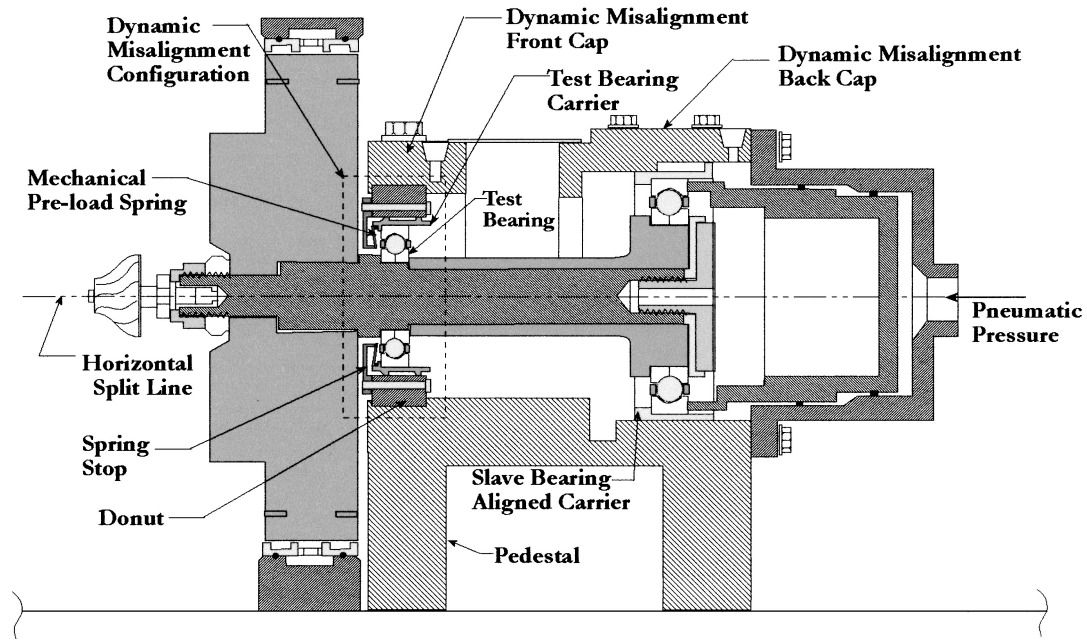 Dynamic
Misalignment
Configuration
Dynamic Misalignment
Front Cap
Dynamic Misalignment
Back Cap
Test Bearing
Carrier
Mechanical
Pre-load Spring
Test
Bearing
Pneumatic
Pressure
Horizontal
Split Line
Spring
Stop
Slave Bearing
Aligned Carrier
Donut
Pedestal